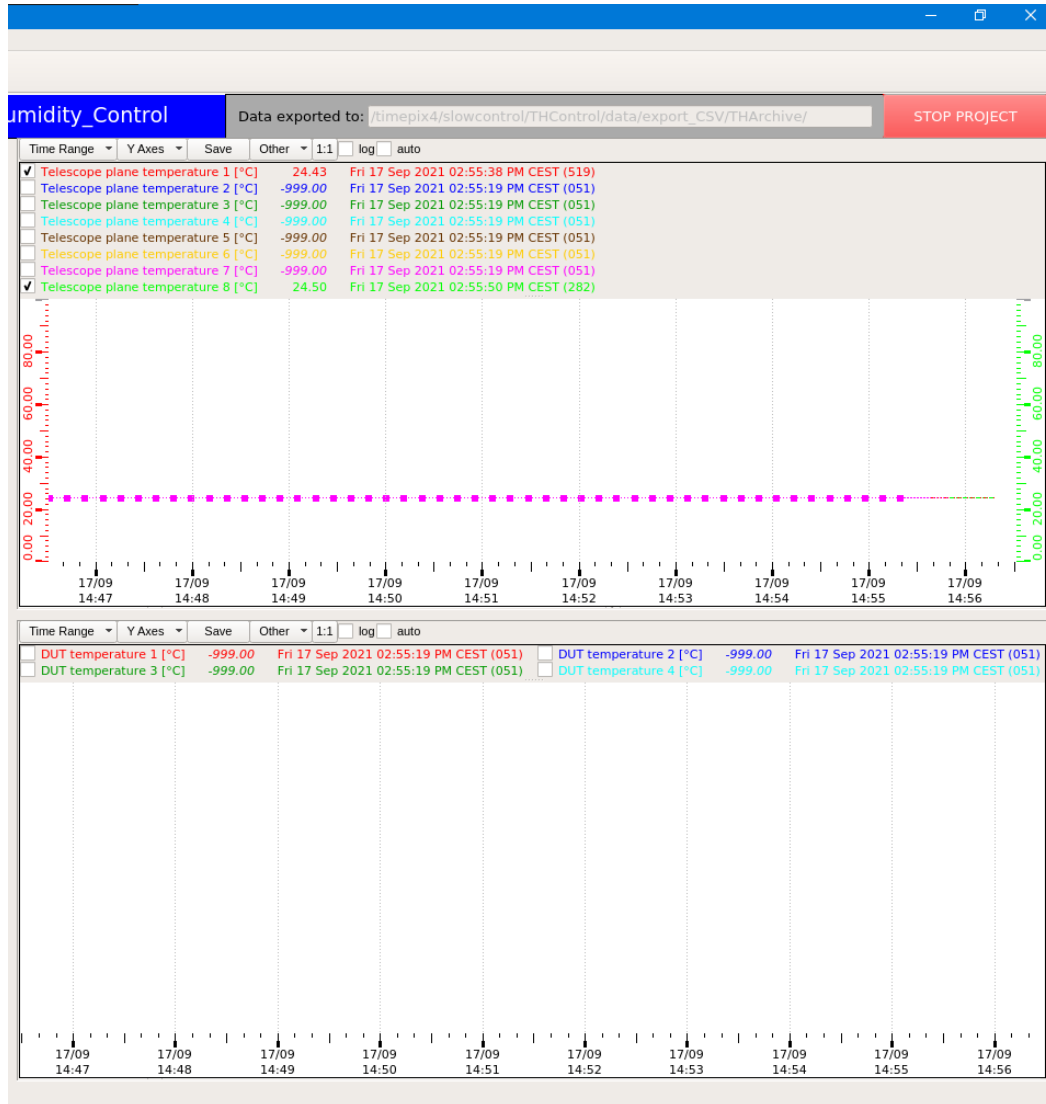 umidity_Control Data exported to: /timepix4/slowcontrol/THControl/data/export_CSV/THArchive/ STOP PROJECT
Time Range Y Axes Save Other 1:1 log auto
Telescope plane temperature 1 [°C] 24.43 Fri 17 Sep 2021 02:55:38 PM CEST (519)
Telescope plane temperature 2 [°C] -999.00 Fri 17 Sep 2021 02:55:19 PM CEST (051)
Telescope plane temperature 3 [°C] -999.00 Fri 17 Sep 2021 02:55:19 PM CEST (051)
Telescope plane temperature 4 [°C] -999.00 Fri 17 Sep 2021 02:55:19 PM CEST (051)
Telescope plane temperature 5 [°C] -999.00 Fri 17 Sep 2021 02:55:19 PM CEST (051)
Telescope plane temperature 6 [°C] -999.00 Fri 17 Sep 2021 02:55:19 PM CEST (051)
Telescope plane temperature 7 [°C] -999.00 Fri 17 Sep 2021 02:55:19 PM CEST (051)
Telescope plane temperature 8 [°C] 24.50 Fri 17 Sep 2021 02:55:50 PM CEST (282)
80.00 80.00
60.00 60.00
40.00 40.00
20.00 20.00
0.00 0.00
17/09 17/09 17/09 17/09 17/09 17/09 17/09 17/09 17/09 17/09
14:47 14:48 14:49 14:50 14:51 14:52 14:53 14:54 14:55 14:56
Time Range Y Axes Save Other 1:1 log auto
DUT temperature 1 [°C] -999.00 Fri 17 Sep 2021 02:55:19 PM CEST (051) DUT temperature 2 [°C] -999.00 Fri 17 Sep 2021 02:55:19 PM CEST (051)
DUT temperature 3 [°C] -999.00 Fri 17 Sep 2021 02:55:19 PM CEST (051) DUT temperature 4 [°C] -999.00 Fri 17 Sep 2021 02:55:19 PM CEST (051)
17/09 17/09 17/09 17/09 17/09 17/09 17/09 17/09 17/09 17/09
14:47 14:48 14:49 14:50 14:51 14:52 14:53 14:54 14:55 14:56